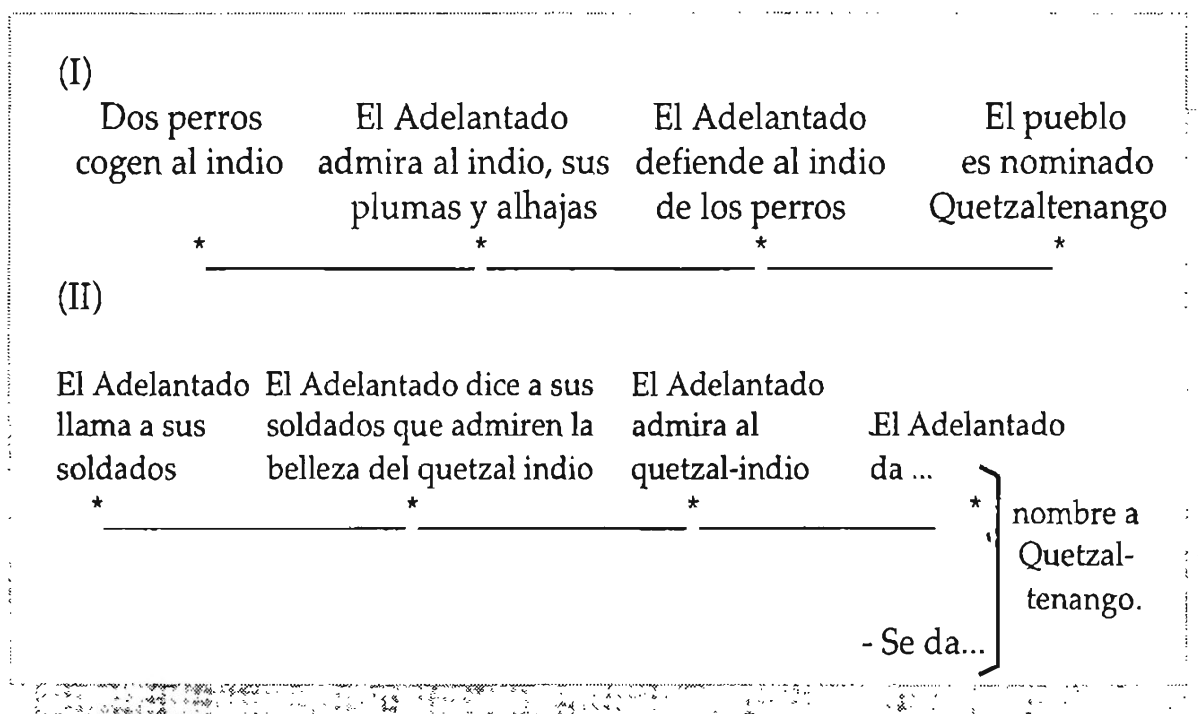 (I)
Dos perros
cogen al indio
El Adelantado
admira al indio, sus
plumas y alhajas
El Adelantado
defiende al indio
de los perros
El pueblo
es nominado
Quetzaltenango
* * * *
(II)
El Adelantado
llama a sus
soldados
El Adelantado dice a sus
soldados que admiren la
belleza del quetzal indio
El Adelantado
admira al
quetzal-indio
El Adelantado
da ...
* * * *
nombre a
Quetzal-
tenango.
- Se da...